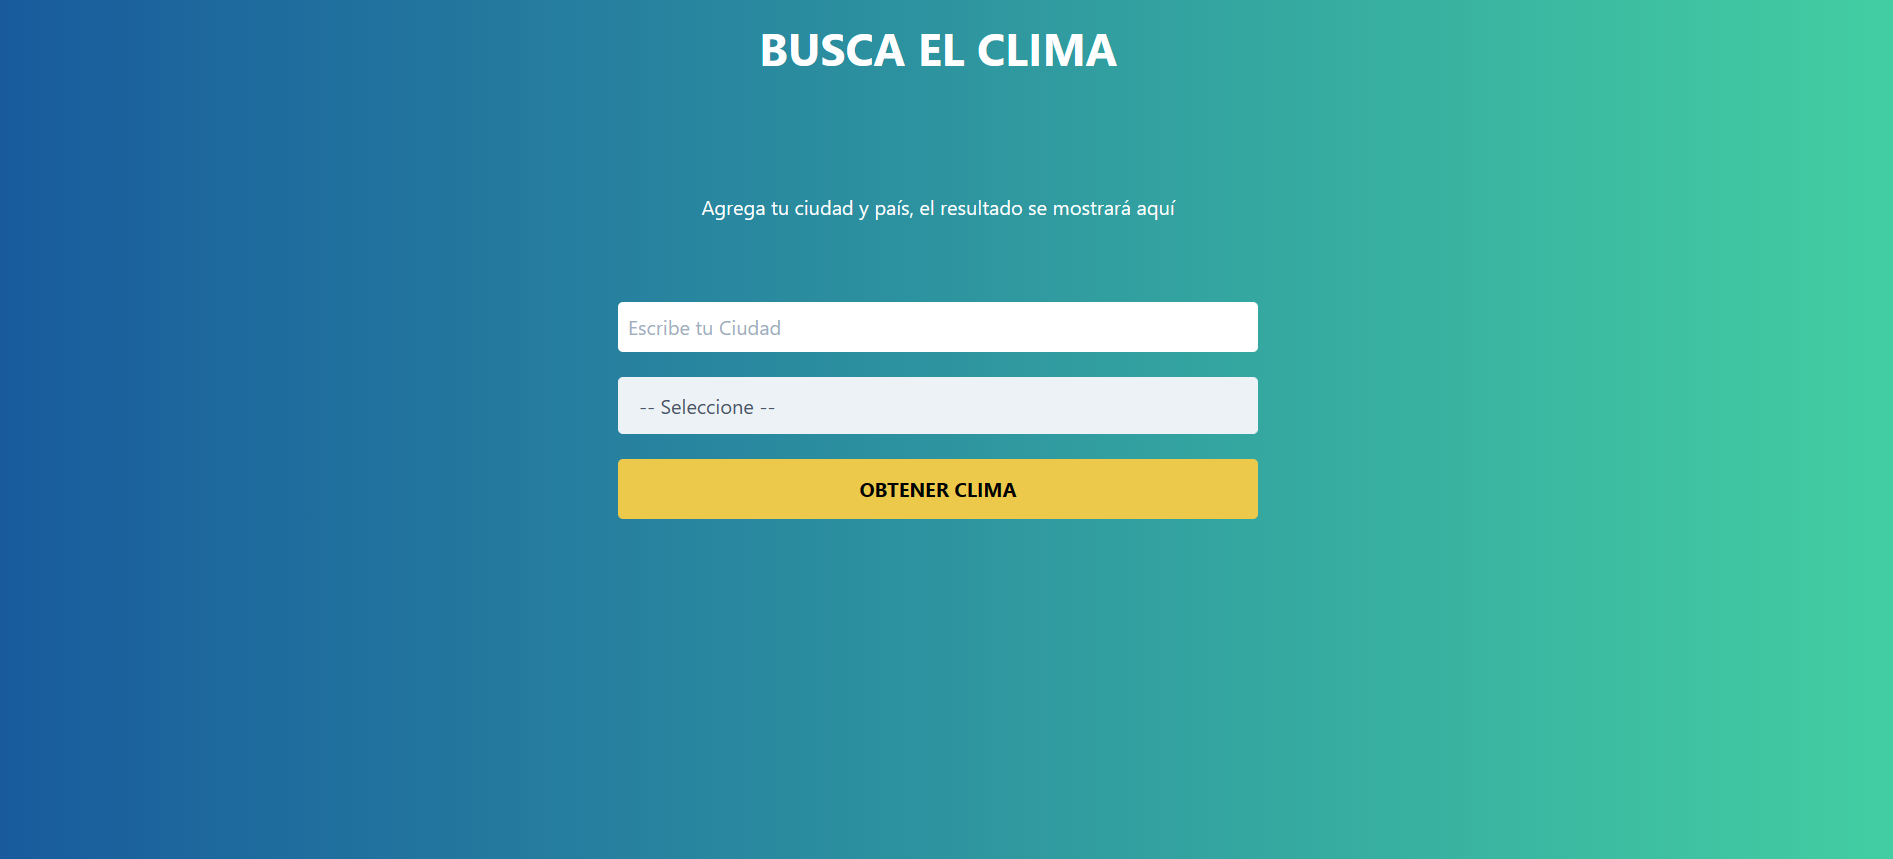 BUSCA EL CLIMA
Agrega tu ciudad y país, el resultado se mostrará aquí
Escribe tu Ciudad
-- Seleccione --
OBTENER CLIMA